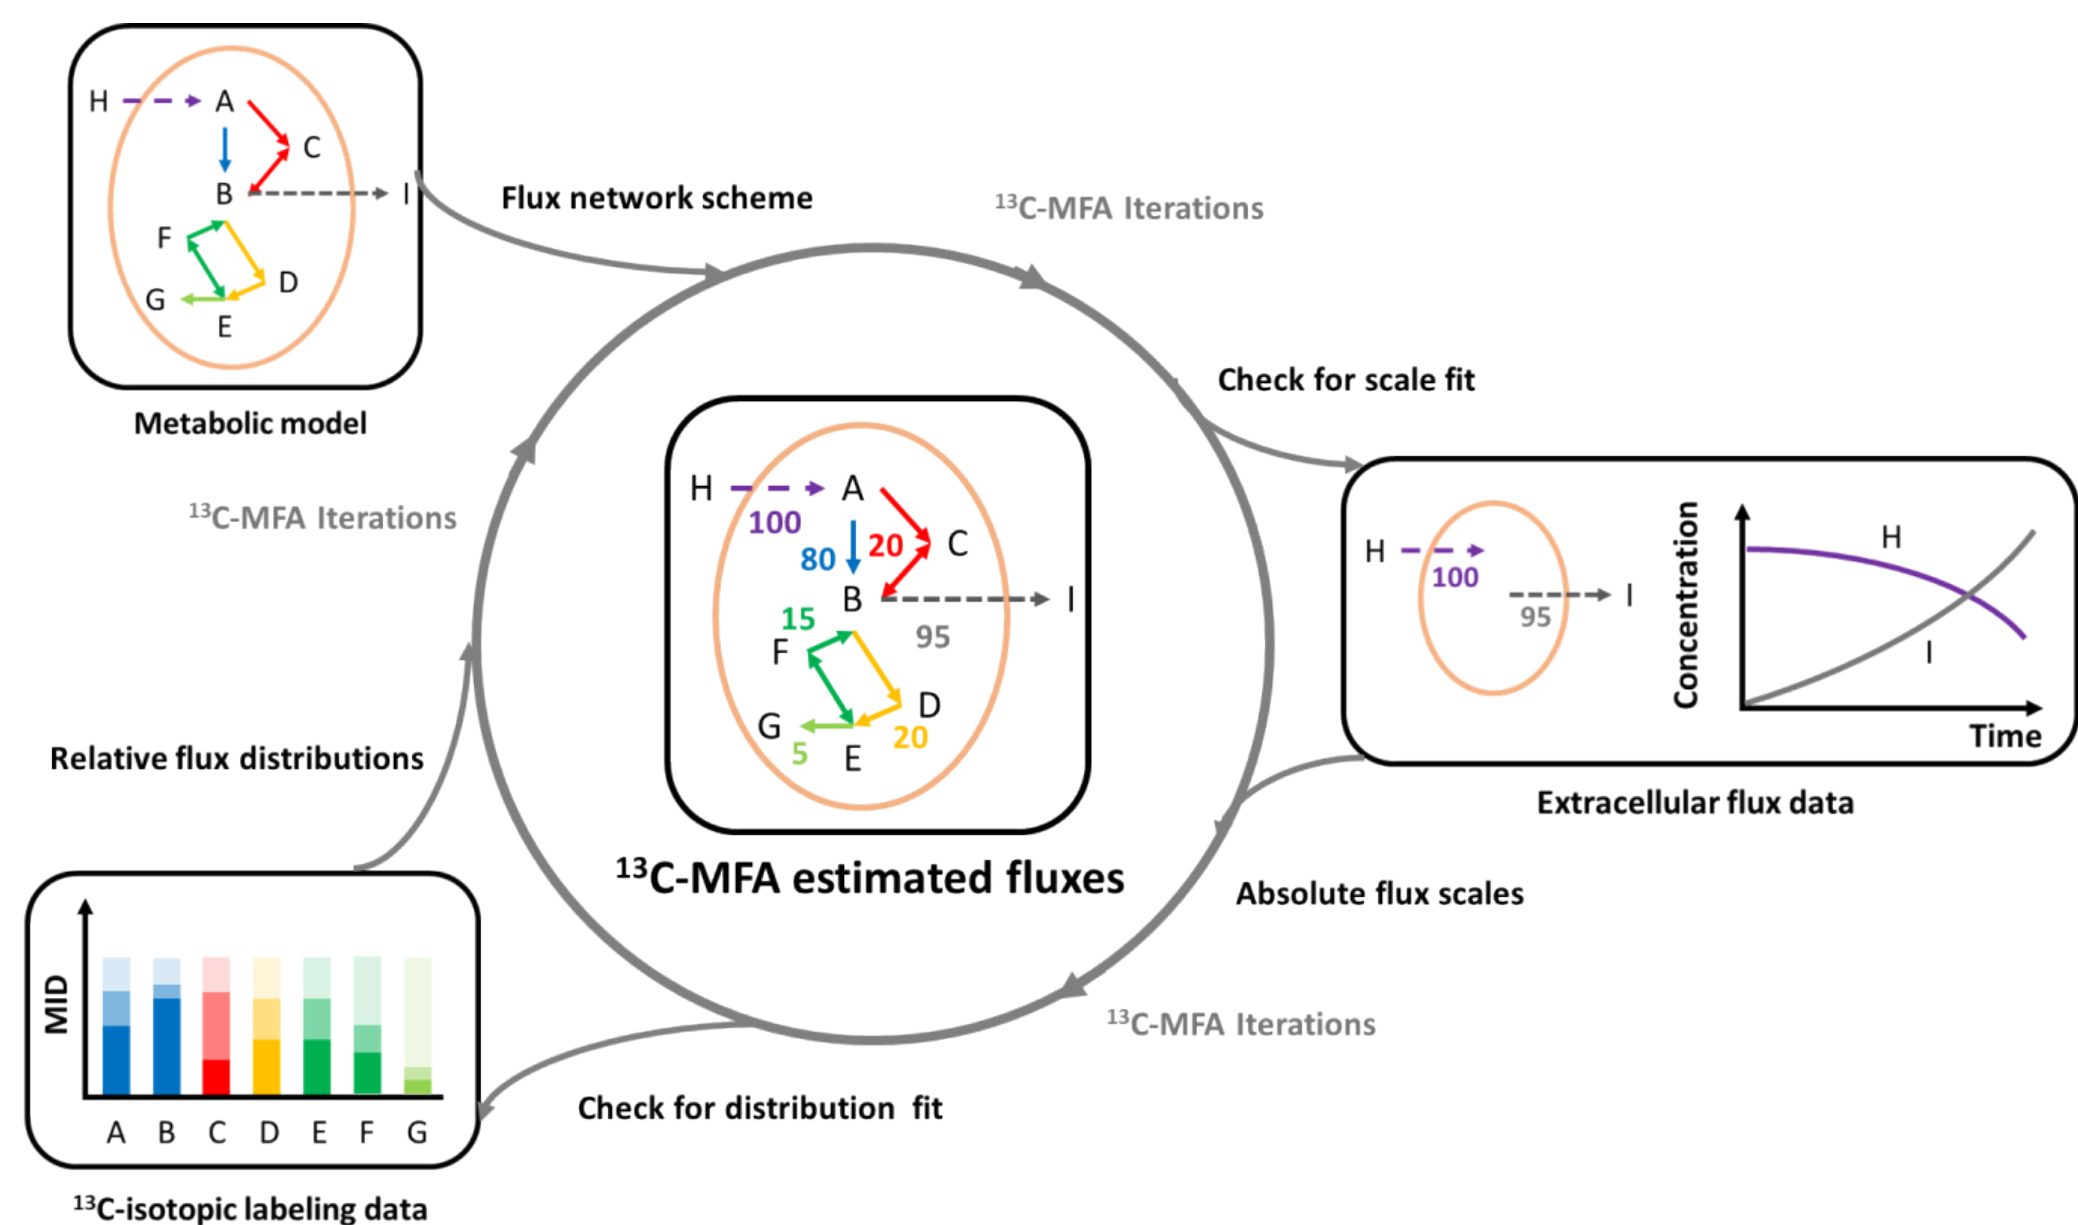 H
A
C
B
I
F
D
G
E
Metabolic model
Flux network scheme
¹³C-MFA Iterations
Check for scale fit
¹³C-MFA Iterations
H
A
100
80
20
C
B
I
15
95
F
D
G
20
5
E
¹³C-MFA estimated fluxes
H
100
I
95
Concentration
H
I
Time
Extracellular flux data
Absolute flux scales
Relative flux distributions
¹³C-MFA Iterations
Check for distribution fit
MID
A B C D E F G
¹³C-isotopic labeling data